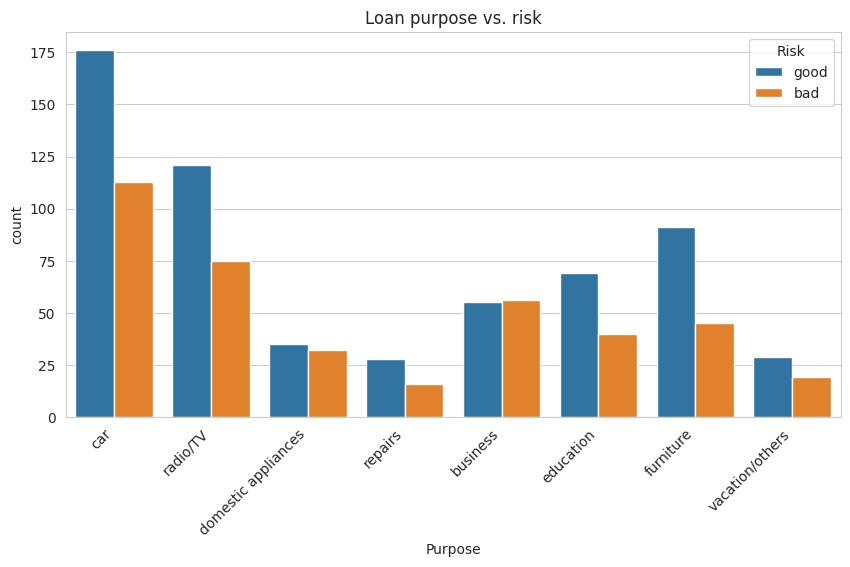 Loan purpose vs. risk
Risk
good
bad
count
175
150
125
100
75
50
25
0
car
radio/TV
domestic appliances
repairs
business
education
furniture
vacation/others
Purpose